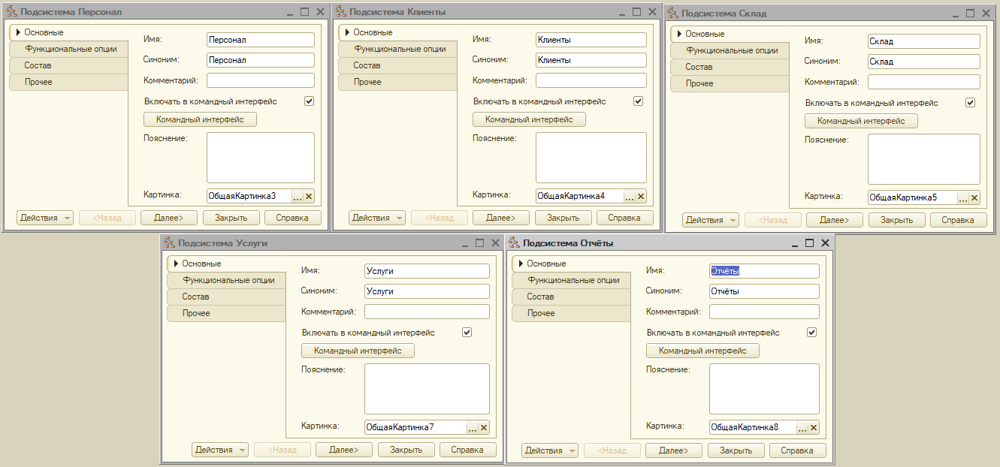 Подсистема Персонал
Основные
Функциональные опции
Состав
Прочее
Имя: Персонал
Синоним: Персонал
Комментарий:
Включать в командный интерфейс
Командный интерфейс
Пояснение:
Картинка: ОбщаяКартинка3 ...
Действия <Назад Далее> Закрыть Справка
Подсистема Клиенты
Основные
Функциональные опции
Состав
Прочее
Имя: Клиенты
Синоним: Клиенты
Комментарий:
Включать в командный интерфейс
Командный интерфейс
Пояснение:
Картинка: ОбщаяКартинка4 ...
Действия <Назад Далее> Закрыть Справка
Подсистема Склад
Основные
Функциональные опции
Состав
Прочее
Имя: Склад
Синоним: Склад
Комментарий:
Включать в командный интерфейс
Командный интерфейс
Пояснение:
Картинка: ОбщаяКартинка5 ...
Действия <Назад Далее> Закрыть Справка
Подсистема Услуги
Основные
Функциональные опции
Состав
Прочее
Имя: Услуги
Синоним: Услуги
Комментарий:
Включать в командный интерфейс
Командный интерфейс
Пояснение:
Картинка: ОбщаяКартинка7 ...
Действия <Назад Далее> Закрыть Справка
Подсистема Отчёты
Основные
Функциональные опции
Состав
Прочее
Имя: Отчёты
Синоним: Отчёты
Комментарий:
Включать в командный интерфейс
Командный интерфейс
Пояснение:
Картинка: ОбщаяКартинка8 ...
Действия <Назад Далее> Закрыть Справка